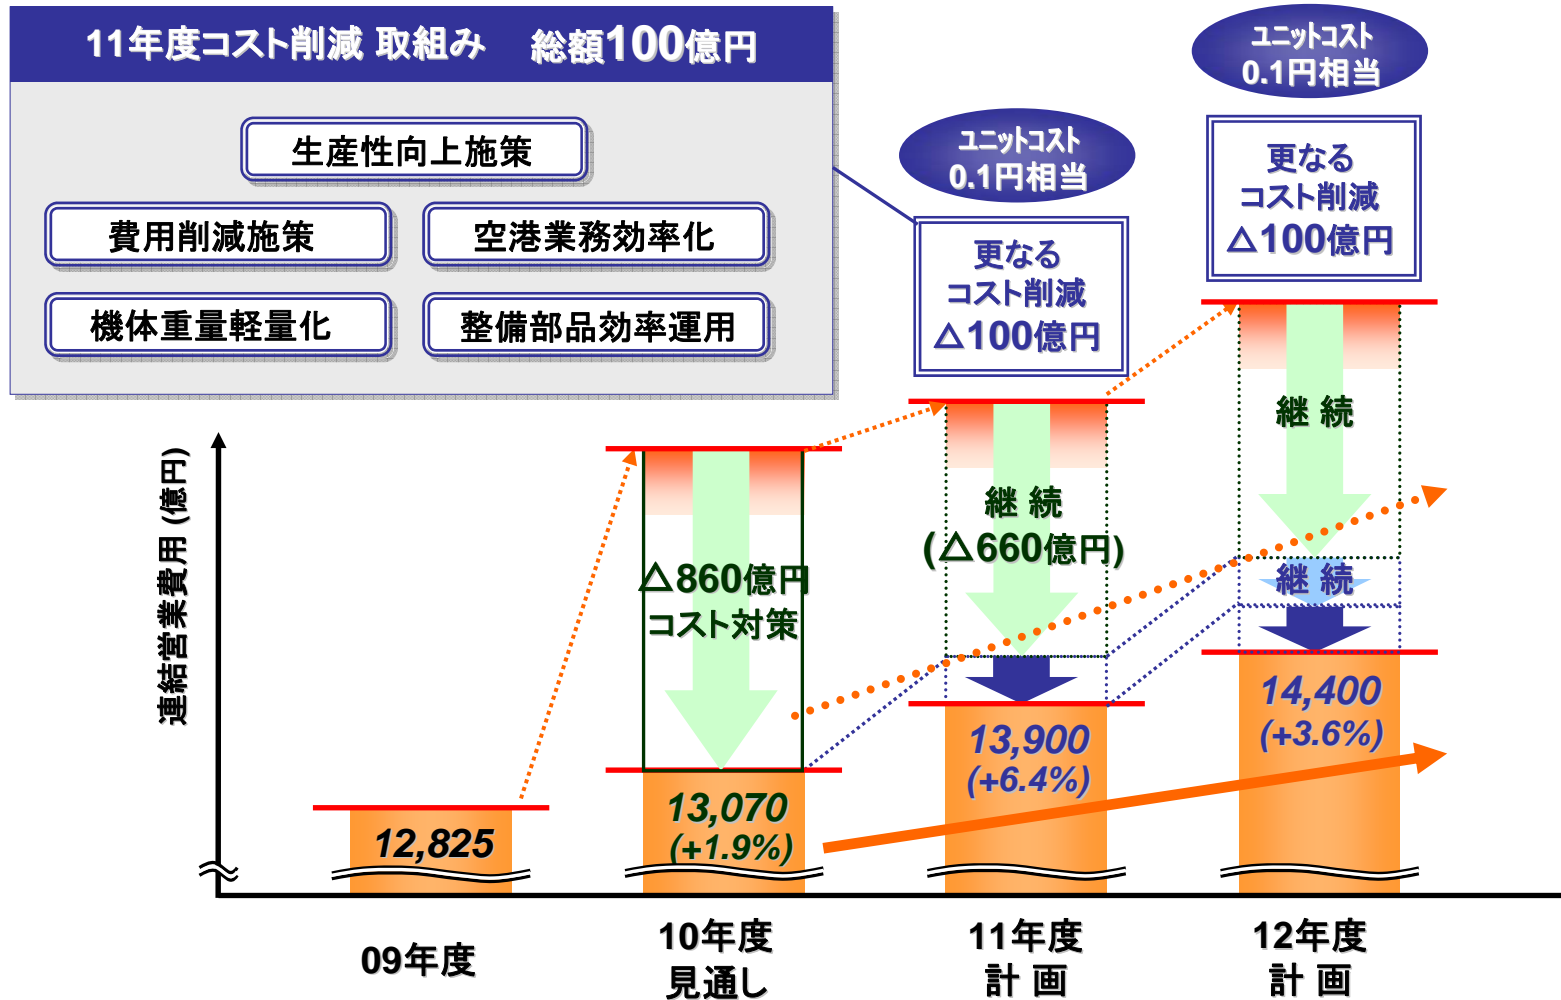 11年度コスト削減 取組み 総額100億円
生産性向上施策
費用削減施策
空港業務効率化
機体重量軽量化
整備部品効率運用
ユニットコスト
0.1円相当
更なる
コスト削減
△100億円
ユニットコスト
0.1円相当
更なる
コスト削減
△100億円
連結営業費用 (億円)
△860億円
コスト対策
継 続
(△660億円)
継 続
継 続
12,825
13,070
(+1.9%)
13,900
(+6.4%)
14,400
(+3.6%)
09年度
10年度
見通し
11年度
計 画
12年度
計 画